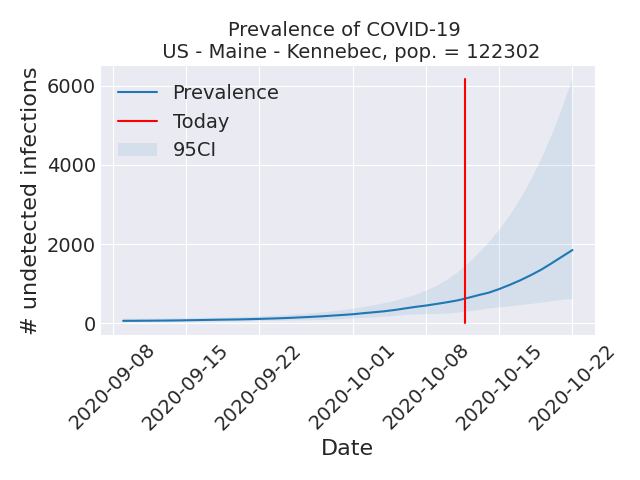 Prevalence of COVID-19
US - Maine - Kennebec, pop. = 122302
# undetected infections
6000
4000
2000
0
Prevalence
Today
95CI
2020-09-08
2020-09-15
2020-09-22
2020-10-01
2020-10-08
2020-10-15
2020-10-22
Date